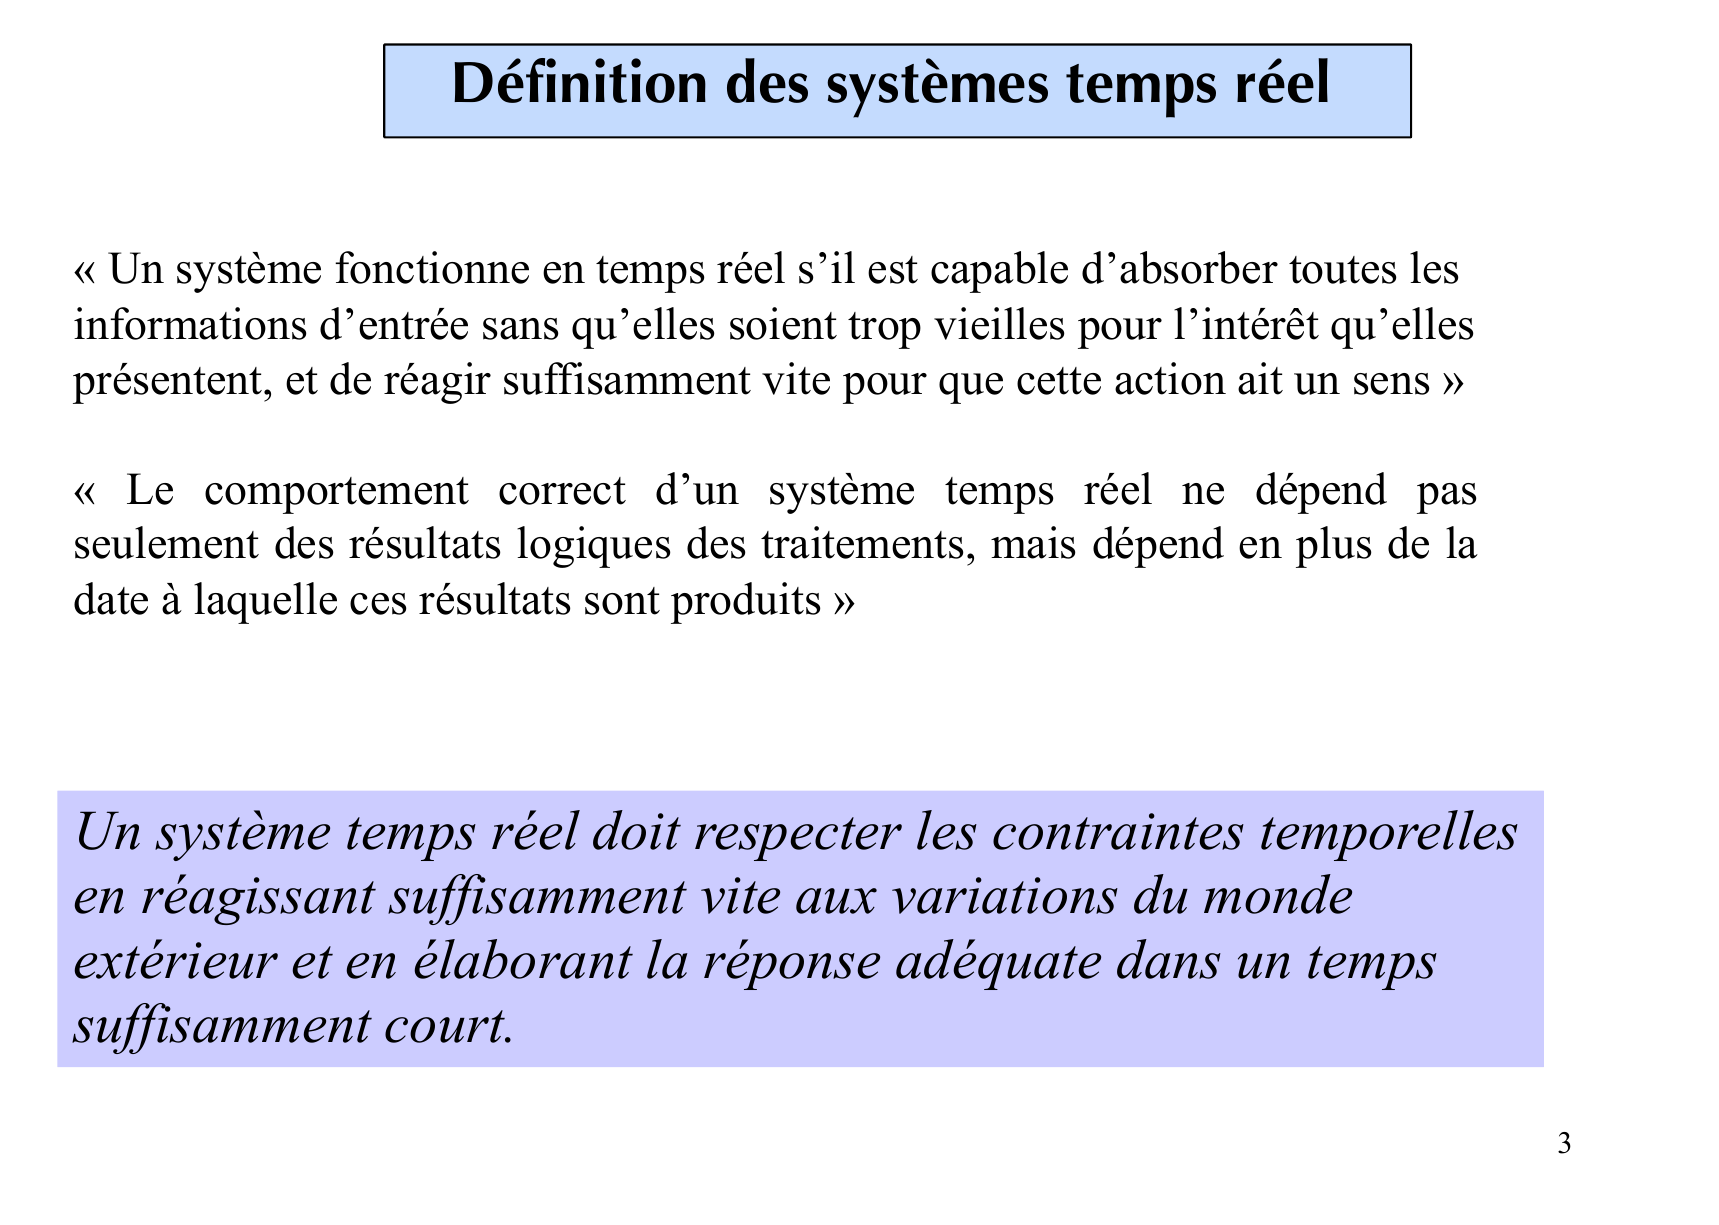 Définition des systèmes temps réel
« Un système fonctionne en temps réel s’il est capable d’absorber toutes les
informations d’entrée sans qu’elles soient trop vieilles pour l’intérêt qu’elles
présentent, et de réagir suffisamment vite pour que cette action ait un sens »
« Le comportement correct d’un système temps réel ne dépend pas
seulement des résultats logiques des traitements, mais dépend en plus de la
date à laquelle ces résultats sont produits »
Un système temps réel doit respecter les contraintes temporelles
en réagissant suffisamment vite aux variations du monde
extérieur et en élaborant la réponse adéquate dans un temps
suffisamment court.
3